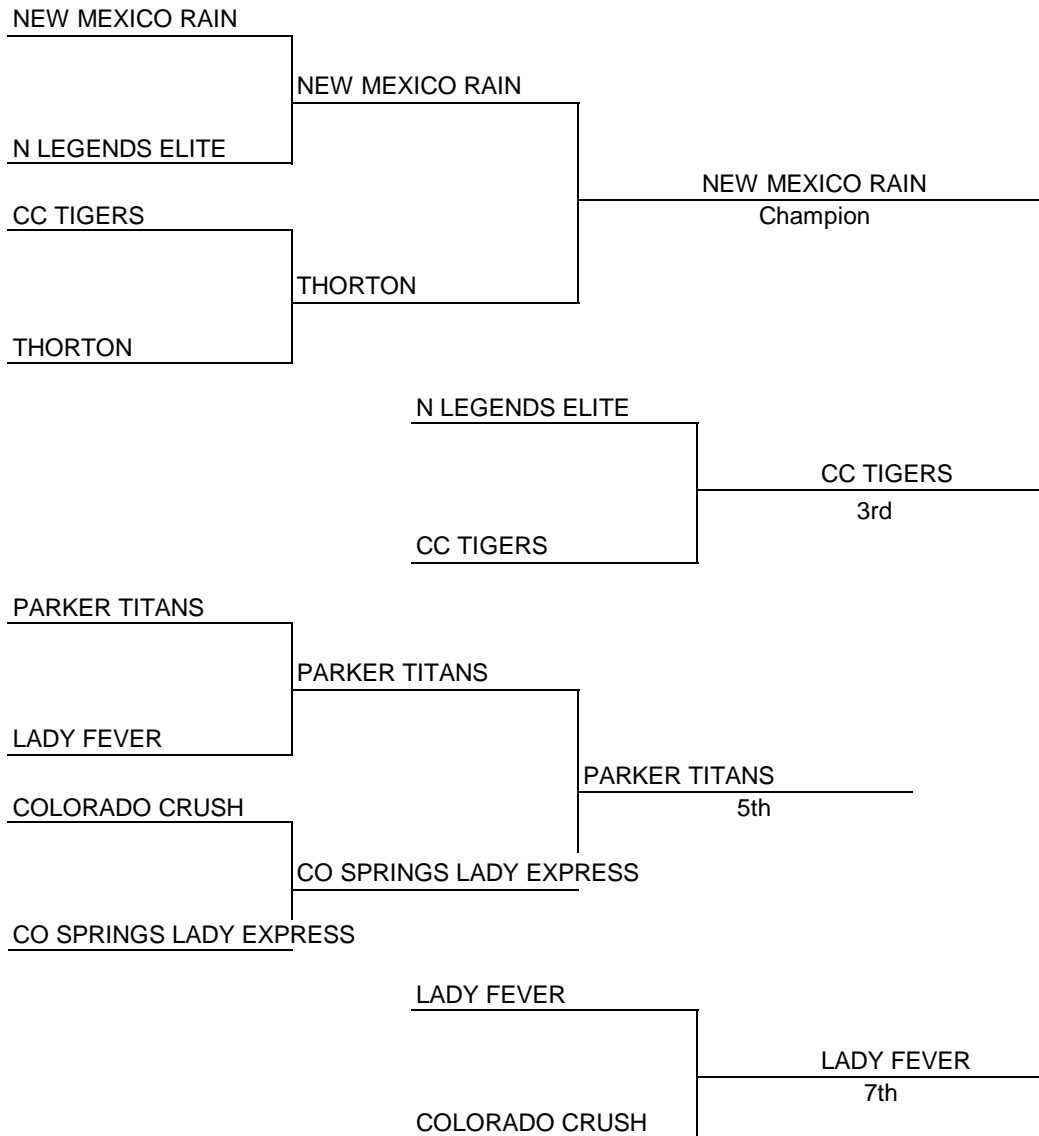 NEW MEXICO RAIN
NEW MEXICO RAIN
N LEGENDS ELITE
NEW MEXICO RAIN
CC TIGERS
Champion
THORTON
THORTON
N LEGENDS ELITE
CC TIGERS
3rd
CC TIGERS
PARKER TITANS
PARKER TITANS
LADY FEVER
PARKER TITANS
COLORADO CRUSH
5th
CO SPRINGS LADY EXPRESS
CO SPRINGS LADY EXPRESS
LADY FEVER
LADY FEVER
7th
COLORADO CRUSH